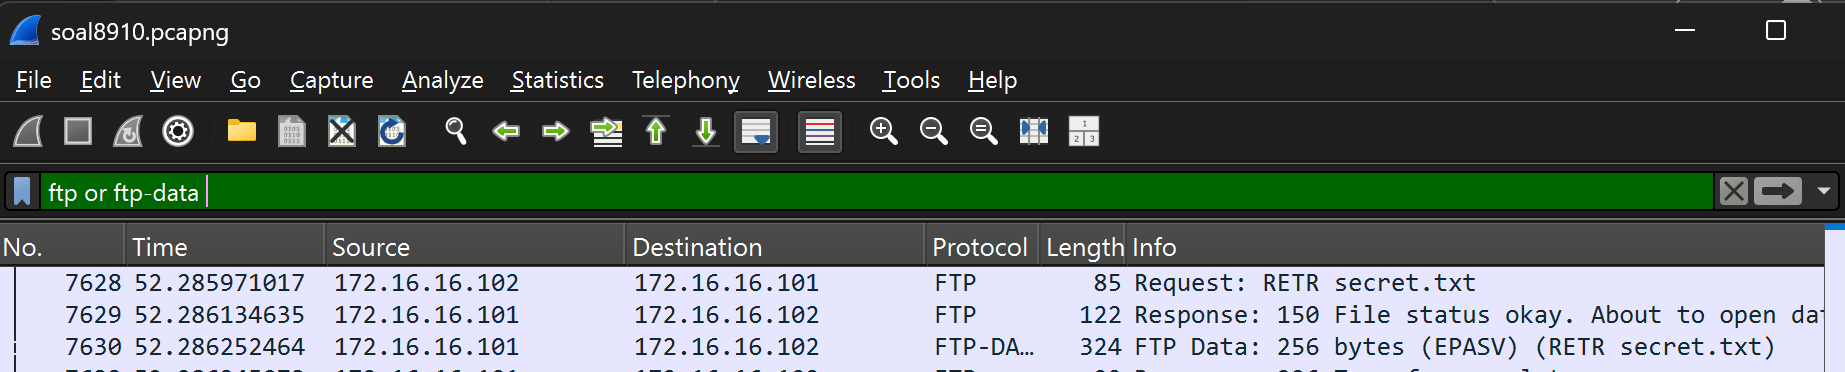 soal8910.pcapng
File Edit View Go Capture Analyze Statistics Telephony Wireless Tools Help
ftp or ftp-data
No. Time Source Destination Protocol Length Info
7628 52.285971017 172.16.16.102 172.16.16.101 FTP 85 Request: RETR secret.txt
7629 52.286134635 172.16.16.101 172.16.16.102 FTP 122 Response: 150 File status okay. About to open dat
7630 52.286252464 172.16.16.101 172.16.16.102 FTP-DA… 324 FTP Data: 256 bytes (EPASV) (RETR secret.txt)